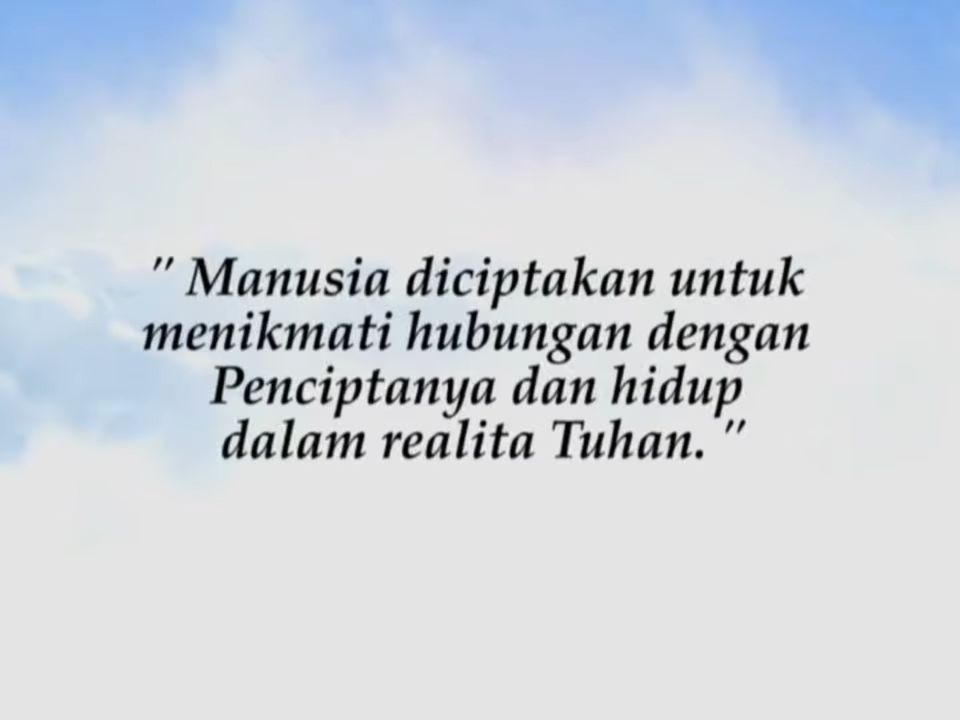 " Manusia diciptakan untuk
menikmati hubungan dengan
Penciptanya dan hidup
dalam realita Tuhan. "